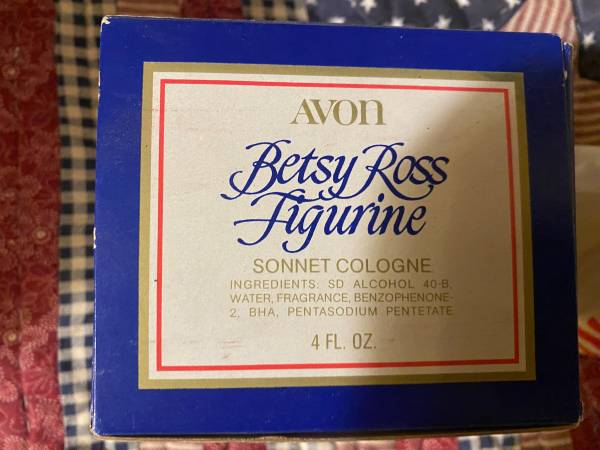 AVON
Betsy Ross
Figurine
SONNET COLOGNE
INGREDIENTS: SD ALCOHOL 40-B,
WATER, FRAGRANCE, BENZOPHENONE-
2, BHA, PENTASODIUM PENTETATE
4 FL. OZ.